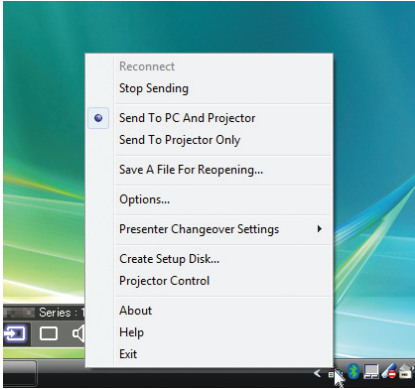 Reconnect
Stop Sending
Send To PC And Projector
Send To Projector Only
Save A File For Reopening...
Options...
Presenter Changeover Settings
Create Setup Disk...
Projector Control
About
Help
Exit
Series :